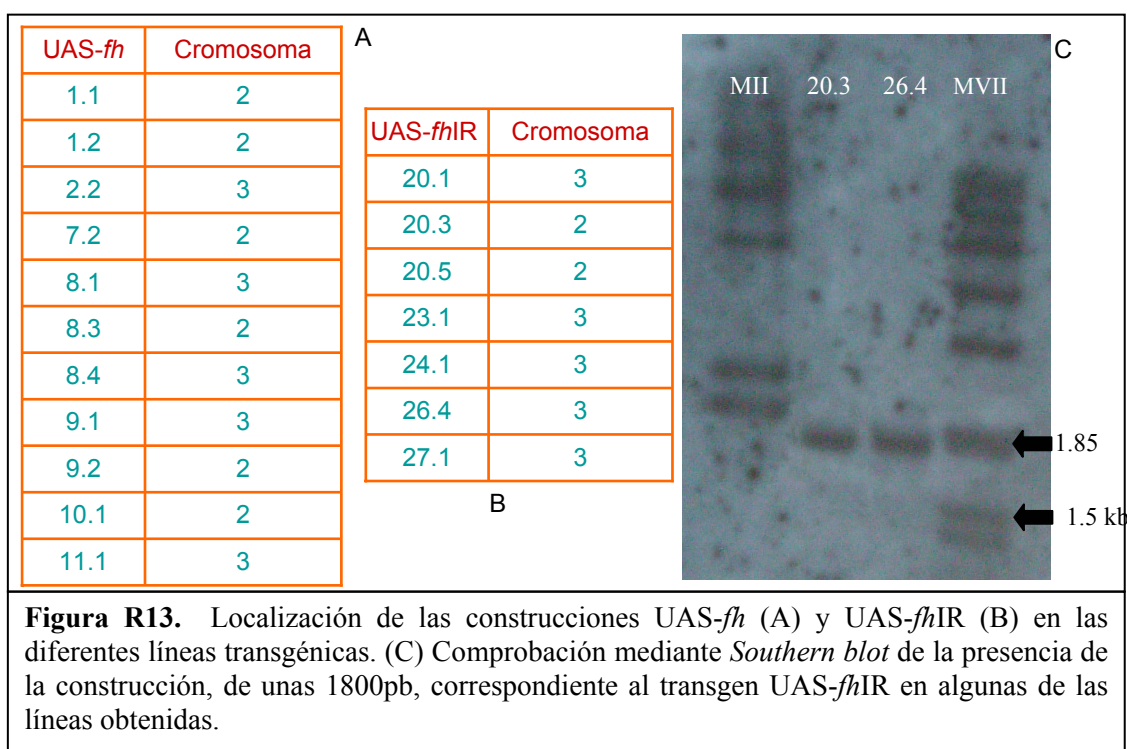 UAS-fh Cromosoma
1.1 2
1.2 2
2.2 3
7.2 2
8.1 3
8.3 2
8.4 3
9.1 3
9.2 2
10.1 2
11.1 3
A
UAS-fhIR Cromosoma
20.1 3
20.3 2
20.5 2
23.1 3
24.1 3
26.4 3
27.1 3
B
C
MII 20.3 26.4 MVII
1.85
1.5 kb
Figura R13. Localización de las construcciones UAS-fh (A) y UAS-fhIR (B) en las
diferentes líneas transgénicas. (C) Comprobación mediante Southern blot de la presencia de
la construcción, de unas 1800pb, correspondiente al transgen UAS-fhIR en algunas de las
líneas obtenidas.